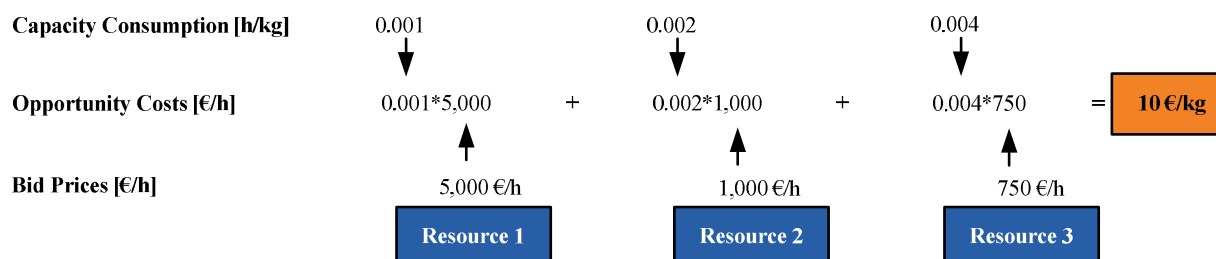 Capacity Consumption [h/kg] 0.001 0.002 0.004
Opportunity Costs [€/h] 0.001*5,000 + 0.002*1,000 + 0.004*750 = 10 €/kg
Bid Prices [€/h] 5,000 €/h 1,000 €/h 750 €/h
Resource 1 Resource 2 Resource 3